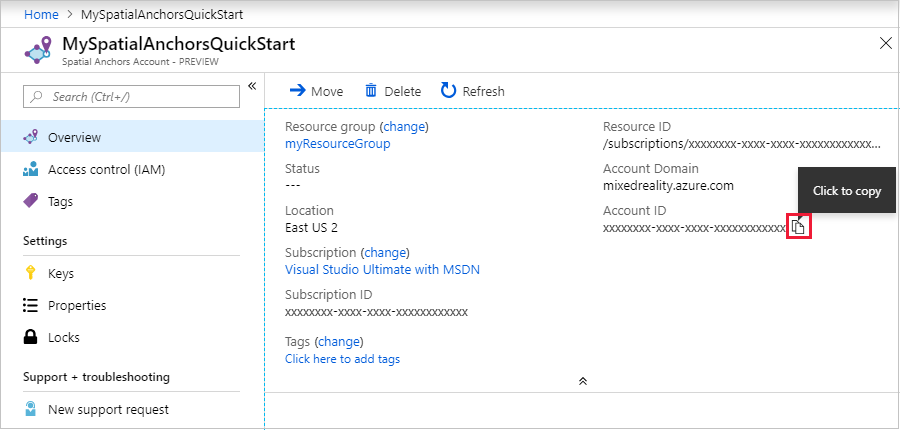 Home > MySpatialAnchorsQuickStart
MySpatialAnchorsQuickStart
Spatial Anchors Account - PREVIEW
Search (Ctrl+/)
«
Overview
Access control (IAM)
Tags
Settings
Keys
Properties
Locks
Support + troubleshooting
New support request
Move
Delete
Refresh
Resource group (change)
myResourceGroup
Status
---
Location
East US 2
Subscription (change)
Visual Studio Ultimate with MSDN
Subscription ID
xxxxxxxx-xxxx-xxxx-xxxxxxxxxxxx
Tags (change)
Click here to add tags
Resource ID
/subscriptions/xxxxxxxx-xxxx-xxxx-xxxxxxxxxxxx...
Account Domain
mixedreality.azure.com
Click to copy
Account ID
xxxxxxxx-xxxx-xxxx-xxxxxxxxxxxx